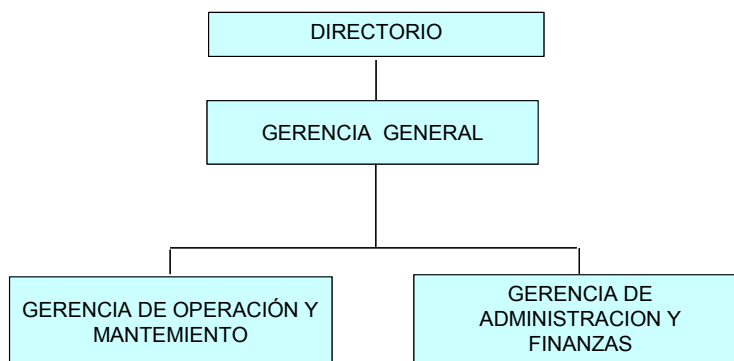 DIRECTORIO
GERENCIA GENERAL
GERENCIA DE OPERACIÓN Y
MANTEMIENTO
GERENCIA DE
ADMINISTRACION Y
FINANZAS